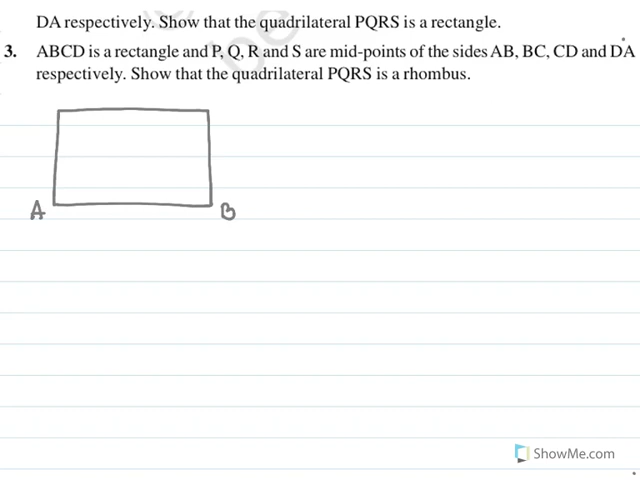 DA respectively. Show that the quadrilateral PQRS is a rectangle.
3. ABCD is a rectangle and P, Q, R and S are mid-points of the sides AB, BC, CD and DA
respectively. Show that the quadrilateral PQRS is a rhombus.
A B
ShowMe.com